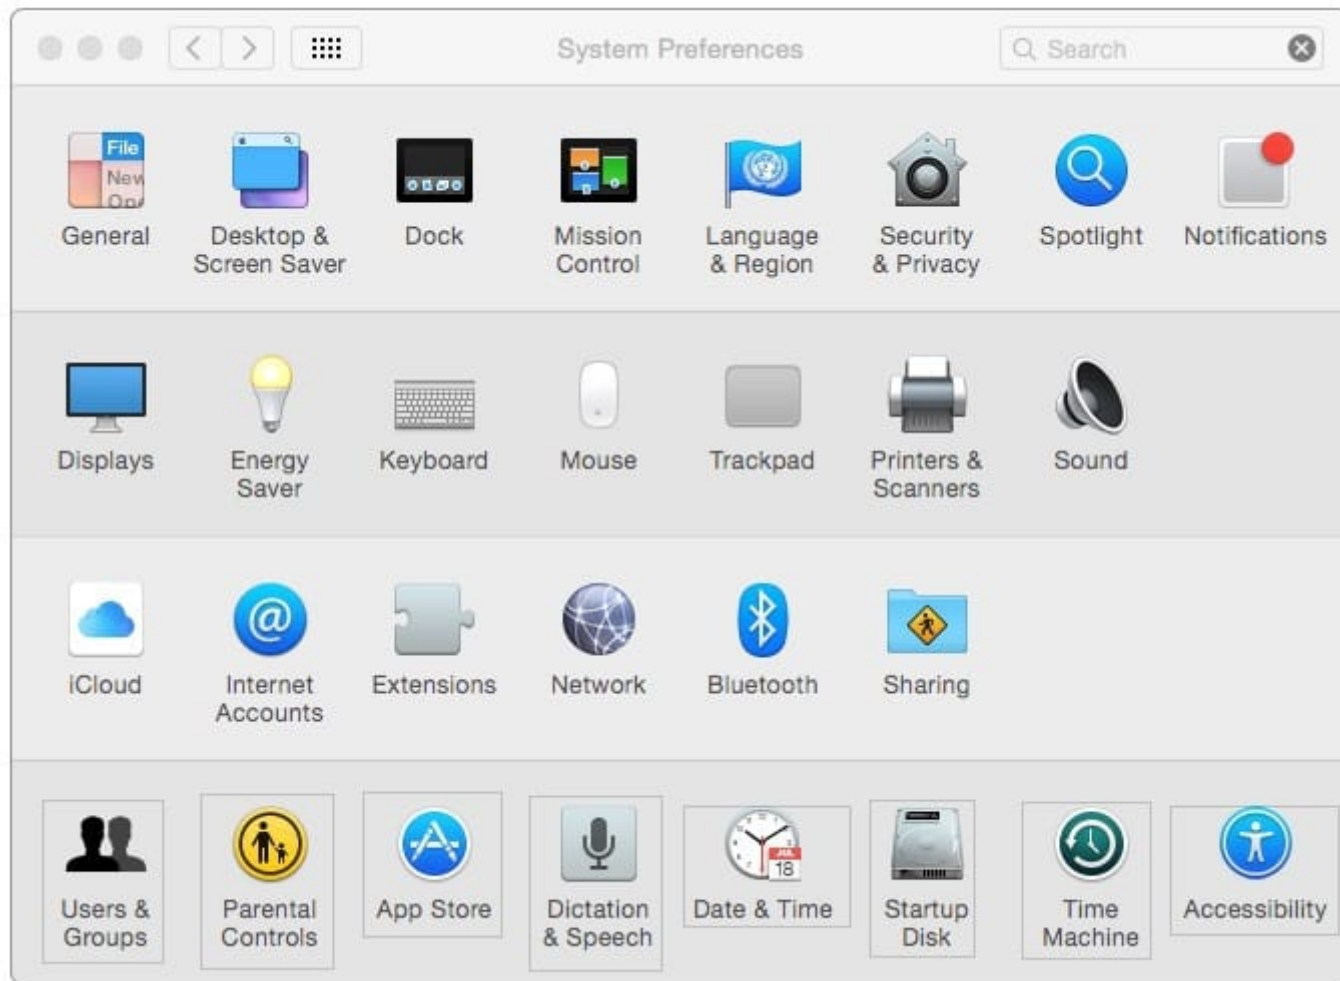 System Preferences
Search
File
New
Ope
General
Desktop &
Screen Saver
Dock
Mission
Control
Language
& Region
Security
& Privacy
Spotlight
Notifications
Displays
Energy
Saver
Keyboard
Mouse
Trackpad
Printers &
Scanners
Sound
@
iCloud
Internet
Accounts
Extensions
Network
Bluetooth
Sharing
JUL
18
Users &
Groups
Parental
Controls
App Store
Dictation
& Speech
Date & Time
Startup
Disk
Time
Machine
Accessibility